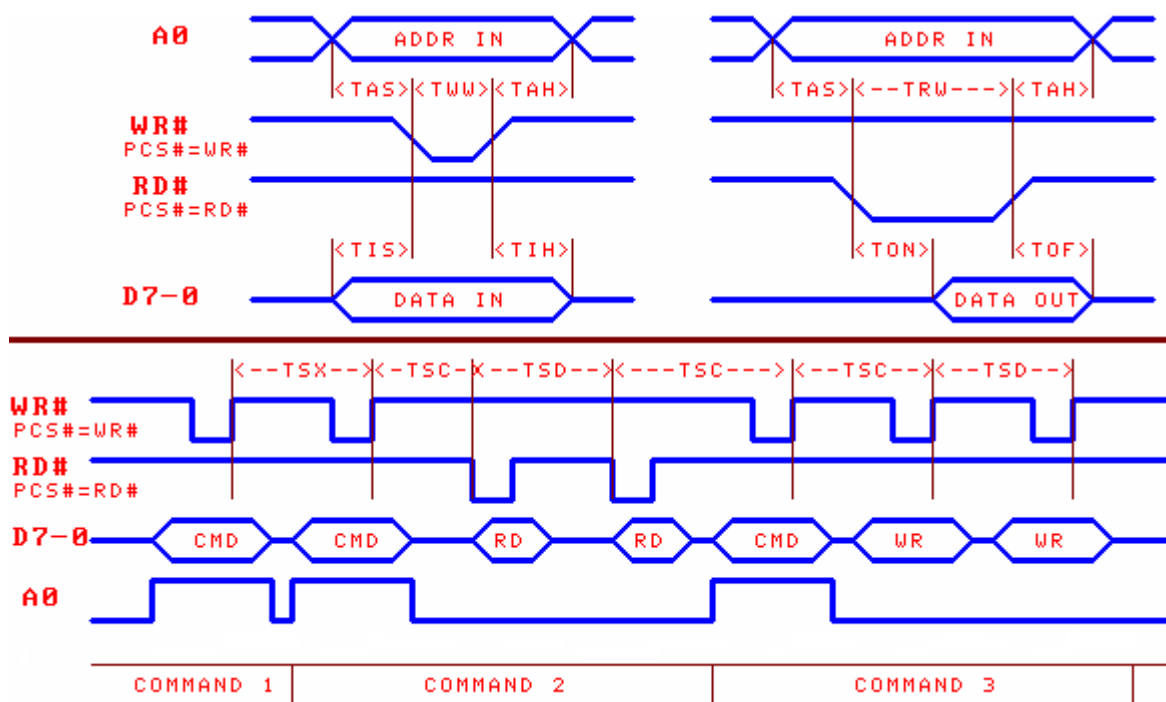 A0 ADDR IN ADDR IN
<TAS><TWW><TAH> <TAS><--TRW---><TAH>
WR#
PCS#=WR#
RD#
PCS#=RD#
<TIS> <TIH> <TON> <TOF>
D7-0 DATA IN DATA OUT
<--TSX--><-TSC-X--TSD--><---TSC---><--TSC--><--TSD-->
WR#
PCS#=WR#
RD#
PCS#=RD#
D7-0 CMD CMD RD RD CMD WR WR
A0
COMMAND 1 COMMAND 2 COMMAND 3